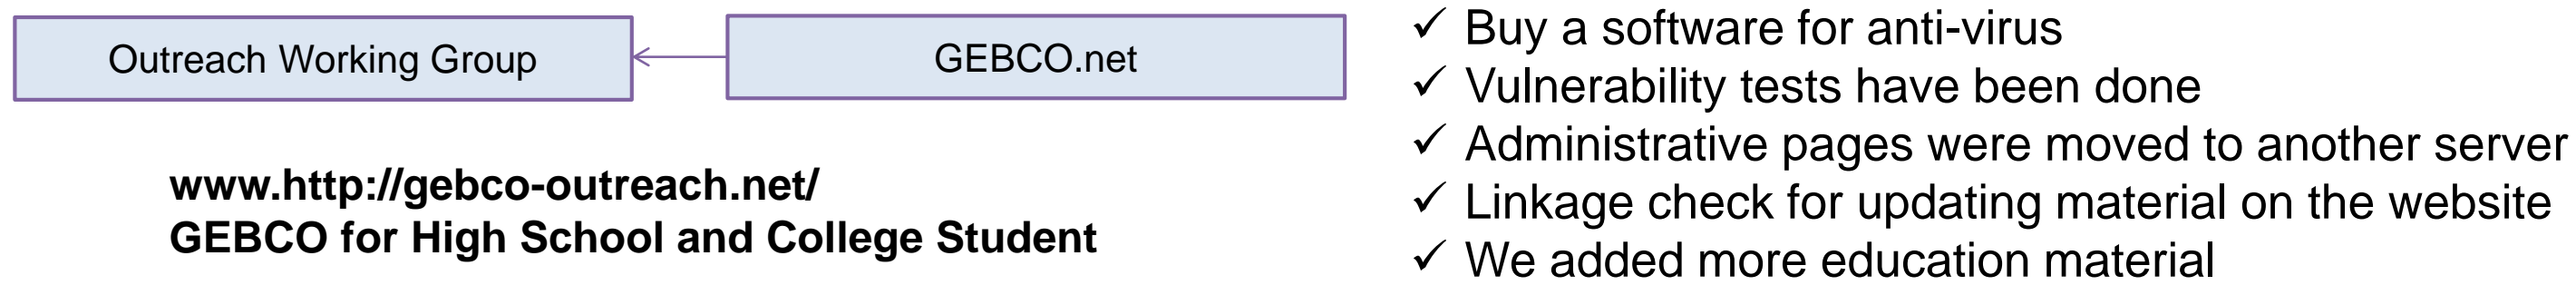 Outreach Working Group
GEBCO.net
www.http://gebco-outreach.net/
GEBCO for High School and College Student
✓ Buy a software for anti-virus
✓ Vulnerability tests have been done
✓ Administrative pages were moved to another server
✓ Linkage check for updating material on the website
✓ We added more education material